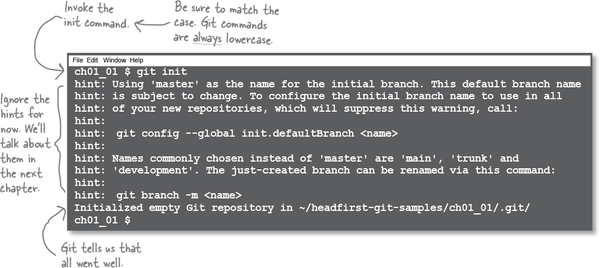 Invoke the
init command.
Be sure to match the
case. Git commands
are always lowercase.
File Edit Window Help
ch01_01 $ git init
hint: Using 'master' as the name for the initial branch. This default branch name
hint: is subject to change. To configure the initial branch name to use in all
hint: of your new repositories, which will suppress this warning, call:
hint:
hint:  git config --global init.defaultBranch <name>
hint:
hint: Names commonly chosen instead of 'master' are 'main', 'trunk' and
hint: 'development'. The just-created branch can be renamed via this command:
hint:
hint:  git branch -m <name>
Initialized empty Git repository in ~/headfirst-git-samples/ch01_01/.git/
ch01_01 $
Ignore the
hints for
now. We'll
talk about
them in
the next
chapter.
Git tells us that
all went well.